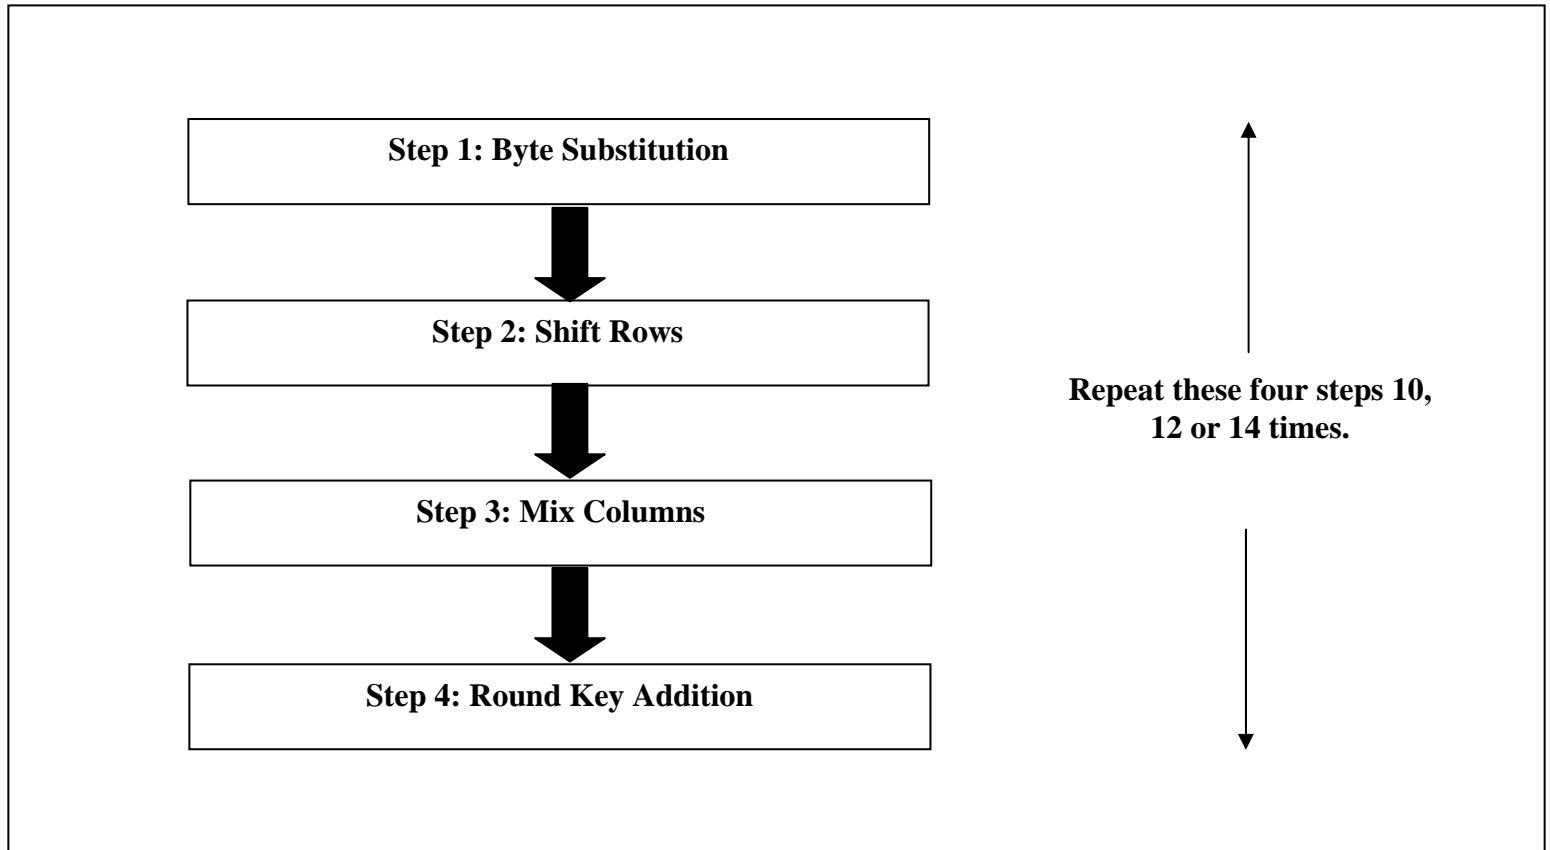 Step 1: Byte Substitution
Step 2: Shift Rows
Step 3: Mix Columns
Step 4: Round Key Addition
Repeat these four steps 10,
12 or 14 times.